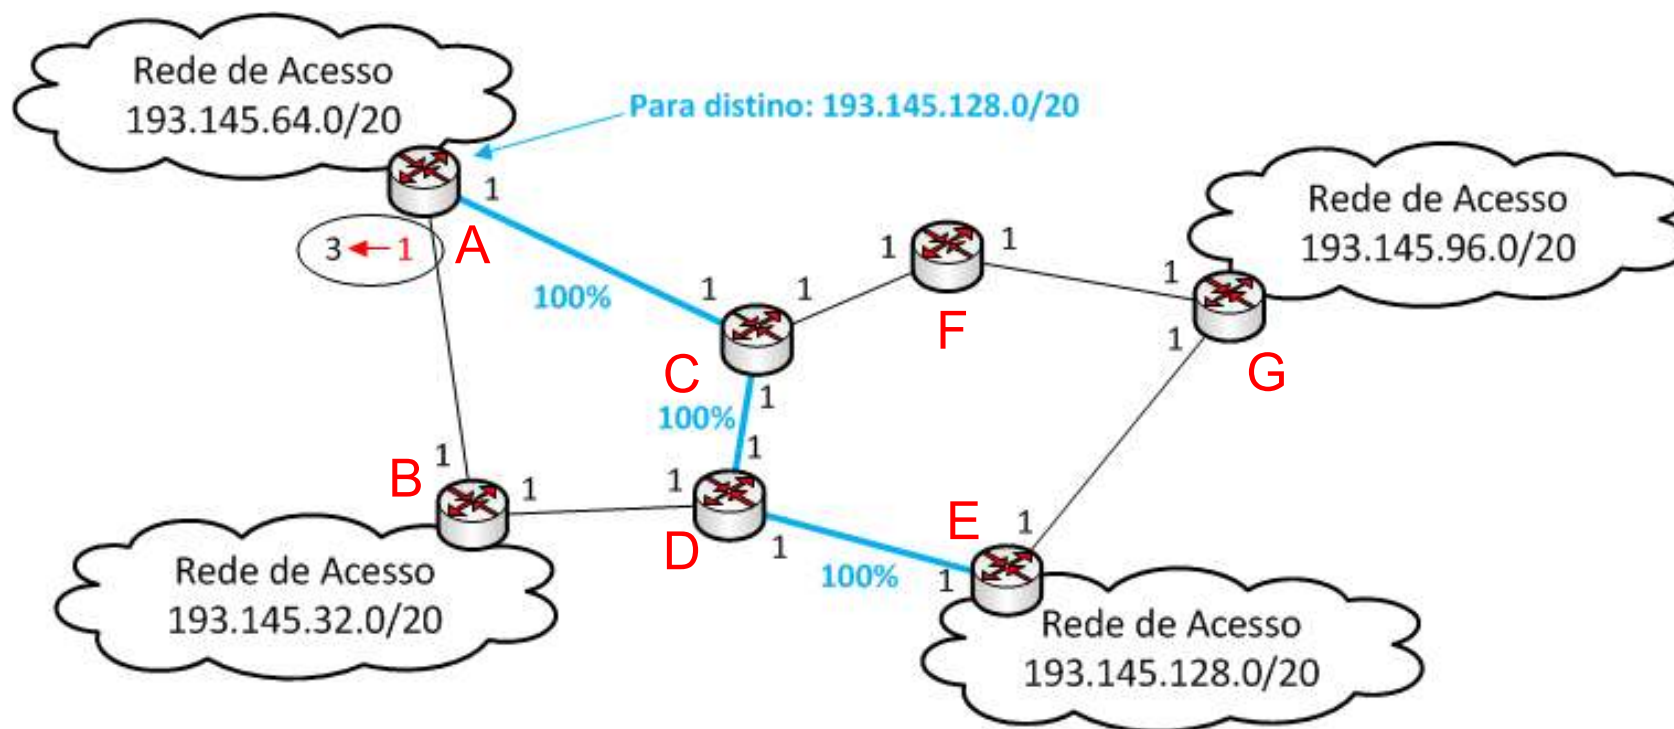 Rede de Acesso
193.145.64.0/20
Para distino: 193.145.128.0/20
1
3 ← 1
A
100%
1
1
1
1
F
Rede de Acesso
193.145.96.0/20
1
1
G
C
1
100%
1
1
B
1
1
D
1
100%
E
1
1
Rede de Acesso
193.145.32.0/20
Rede de Acesso
193.145.128.0/20